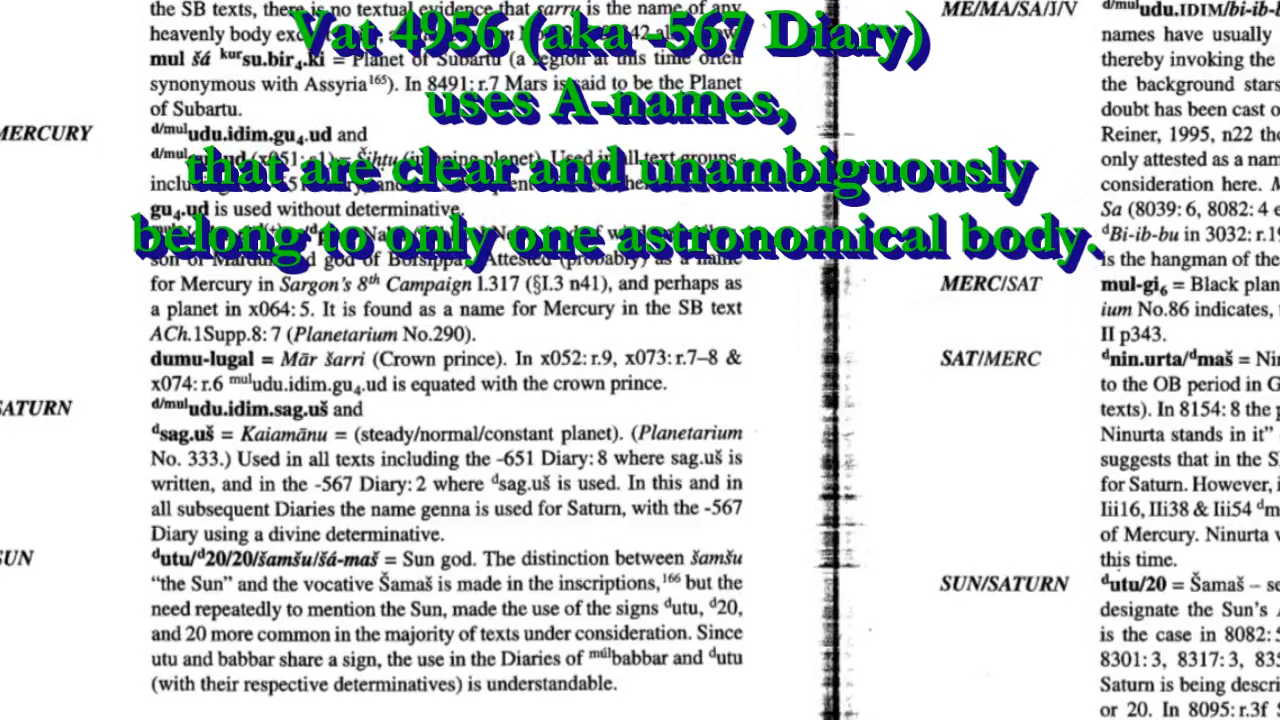 Vat 4956 (aka -567 Diary)
uses A-names,
that are clear and unambiguously
belong to only one astronomical body.
the SB texts, there is no textual evidence that šarru is the name of any
heavenly body
mul šá kursu.bir₄.ki = Planet of Subartu (a region at this time often
synonymous with Assyria¹⁶⁵). In 8491: r.7 Mars is said to be the Planet
of Subartu.
MERCURY
d/muludu.idim.gu₄.ud and
gu₄.ud is used without determinative.
for Mercury in Sargon's 8th Campaign l.317 (§I.3 n41), and perhaps as
a planet in x064: 5. It is found as a name for Mercury in the SB text
ACh.1Supp.8: 7 (Planetarium No.290).
dumu-lugal = Mār šarri (Crown prince). In x052: r.9, x073: r.7–8 &
x074: r.6 muludu.idim.gu₄.ud is equated with the crown prince.
SATURN
d/muludu.idim.sag.uš and
dsag.uš = Kaiamānu = (steady/normal/constant planet). (Planetarium
No. 333.) Used in all texts including the -651 Diary: 8 where sag.uš is
written, and in the -567 Diary: 2 where dsag.uš is used. In this and in
all subsequent Diaries the name genna is used for Saturn, with the -567
Diary using a divine determinative.
SUN
dutu/d20/20/šamšu/šá-maš = Sun god. The distinction between šamšu
"the Sun" and the vocative Šamaš is made in the inscriptions,¹⁶⁶ but the
need repeatedly to mention the Sun, made the use of the signs dutu, d20,
and 20 more common in the majority of texts under consideration. Since
utu and babbar share a sign, the use in the Diaries of múlbabbar and dutu
(with their respective determinatives) is understandable.
ME/MA/SA/J/V
d/muludu.IDIM/bi-ib-
names have usually
thereby invoking the
the background stars
doubt has been cast
Reiner, 1995, n22 the
only attested as a
consideration here.
Sa (8039: 6, 8082: 4
dBi-ib-bu in 3032:
is the hangman of the
MERC/SAT
mul-gi₆ = Black
ium No.86 indicates,
II p343.
SAT/MERC
dnin.urta/dmaš =
to the OB period in
texts). In 8154: 8 the
Ninurta stands in it"
suggests that in the
for Saturn. However,
Iii16, IIi38 & Iii54
of Mercury. Ninurta
this time.
SUN/SATURN
dutu/20 = Šamaš –
designate the Sun's
is the case in 8082:
8301: 3, 8317: 3,
Saturn is being
or 20. In 8095: r.3f